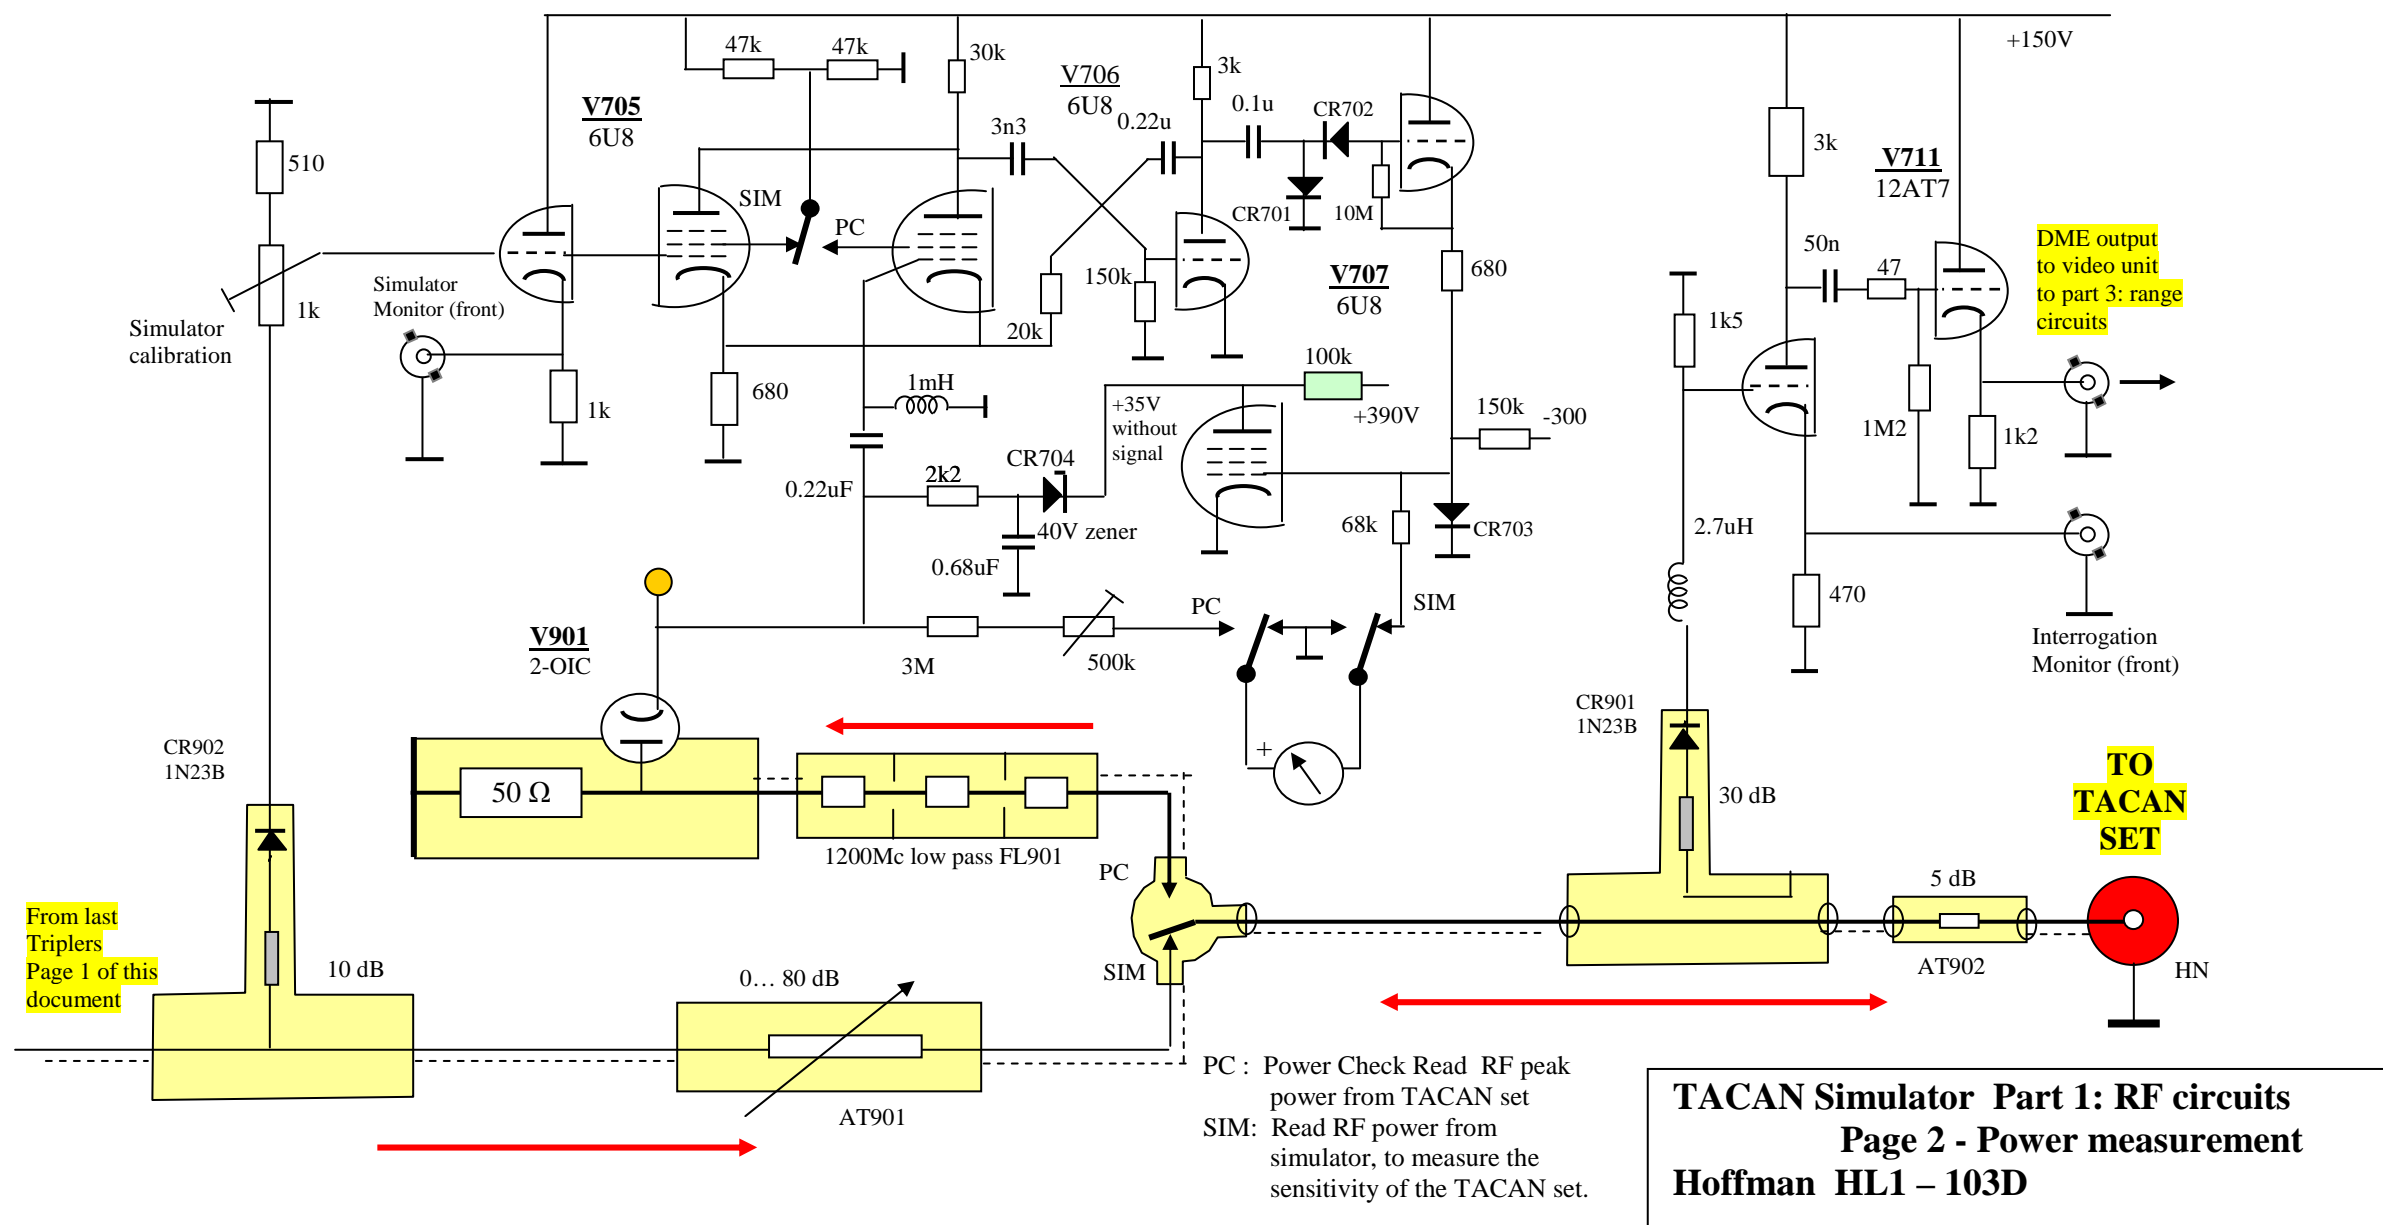 +150V
47k
47k
30k
V705
6U8
V706
6U8
3k
0.1u
CR702
0.22u
3n3
510
SIM
PC
CR701
10M
3k
V711
12AT7
50n
47
DME output
to video unit
to part 3: range
circuits
Simulator
Monitor (front)
1k
Simulator
calibration
150k
20k
V707
6U8
680
1k5
1k
680
1mH
+35V
without
signal
100k
+390V
150k
-300
1M2
1k2
CR704
2k2
0.22uF
40V zener
68k
CR703
2.7uH
0.68uF
PC
SIM
470
V901
2-OIC
3M
500k
Interrogation
Monitor (front)
CR902
1N23B
+
CR901
1N23B
TO
TACAN
SET
50 Ω
30 dB
1200Mc low pass FL901
PC
5 dB
From last
Triplers
Page 1 of this
document
10 dB
0… 80 dB
SIM
AT902
HN
AT901
PC : Power Check Read RF peak
power from TACAN set
SIM: Read RF power from
simulator, to measure the
sensitivity of the TACAN set.
TACAN Simulator Part 1: RF circuits
Page 2 - Power measurement
Hoffman HL1 – 103D